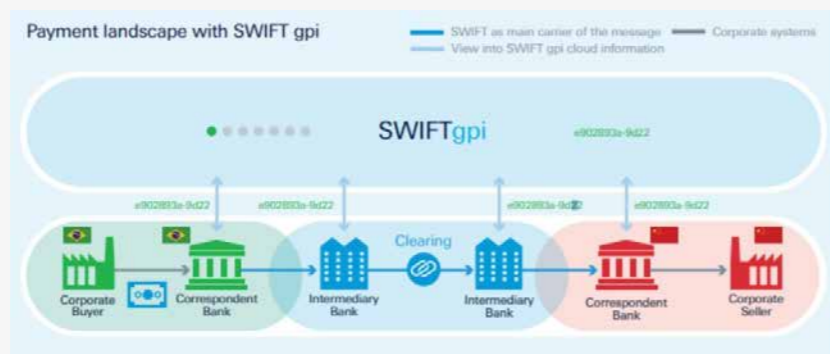 Payment landscape with SWIFT gpi
SWIFT as main carrier of the message
Corporate systems
View into SWIFT gpi cloud information
SWIFTgpi
e902893a-9d22
e902893a-9d22
e902893a-9d22
e902893a-9d22
e902893a-9d22
Clearing
Corporate
Buyer
Correspondent
Bank
Intermediary
Bank
Intermediary
Bank
Correspondent
Bank
Corporate
Seller